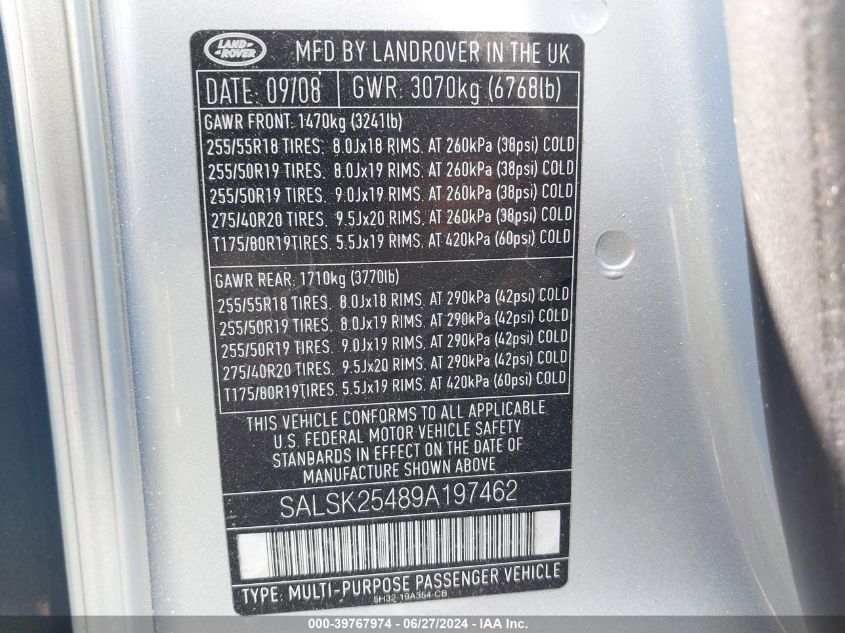 LAND
ROVER
MFD BY LANDROVER IN THE UK
DATE: 09/08 GWR: 3070kg (6768lb)
GAWR FRONT: 1470kg (3241lb)
255/55R18 TIRES. 8.0Jx18 RIMS. AT 260kPa (38psi) COLD
255/50R19 TIRES. 8.0Jx19 RIMS. AT 260kPa (38psi) COLD
255/50R19 TIRES. 9.0Jx19 RIMS. AT 260kPa (38psi) COLD
275/40R20 TIRES. 9.5Jx20 RIMS. AT 260kPa (38psi) COLD
T175/80R19TIRES. 5.5Jx19 RIMS. AT 420kPa (60psi) COLD
GAWR REAR: 1710kg (3770lb)
255/55R18 TIRES. 8.0Jx18 RIMS. AT 290kPa (42psi) COLD
255/50R19 TIRES. 8.0Jx19 RIMS. AT 290kPa (42psi) COLD
255/50R19 TIRES. 9.0Jx19 RIMS. AT 290kPa (42psi) COLD
275/40R20 TIRES. 9.5Jx20 RIMS. AT 290kPa (42psi) COLD
T175/80R19TIRES. 5.5Jx19 RIMS. AT 420kPa (60psi) COLD
THIS VEHICLE CONFORMS TO ALL APPLICABLE
U.S. FEDERAL MOTOR VEHICLE SAFETY
STANDARDS IN EFFECT ON THE DATE OF
MANUFACTURE SHOWN ABOVE
SALSK25489A197462
TYPE: MULTI-PURPOSE PASSENGER VEHICLE
5H32-19A354-CB
000-39767974 - 06/27/2024 - IAAI.COM